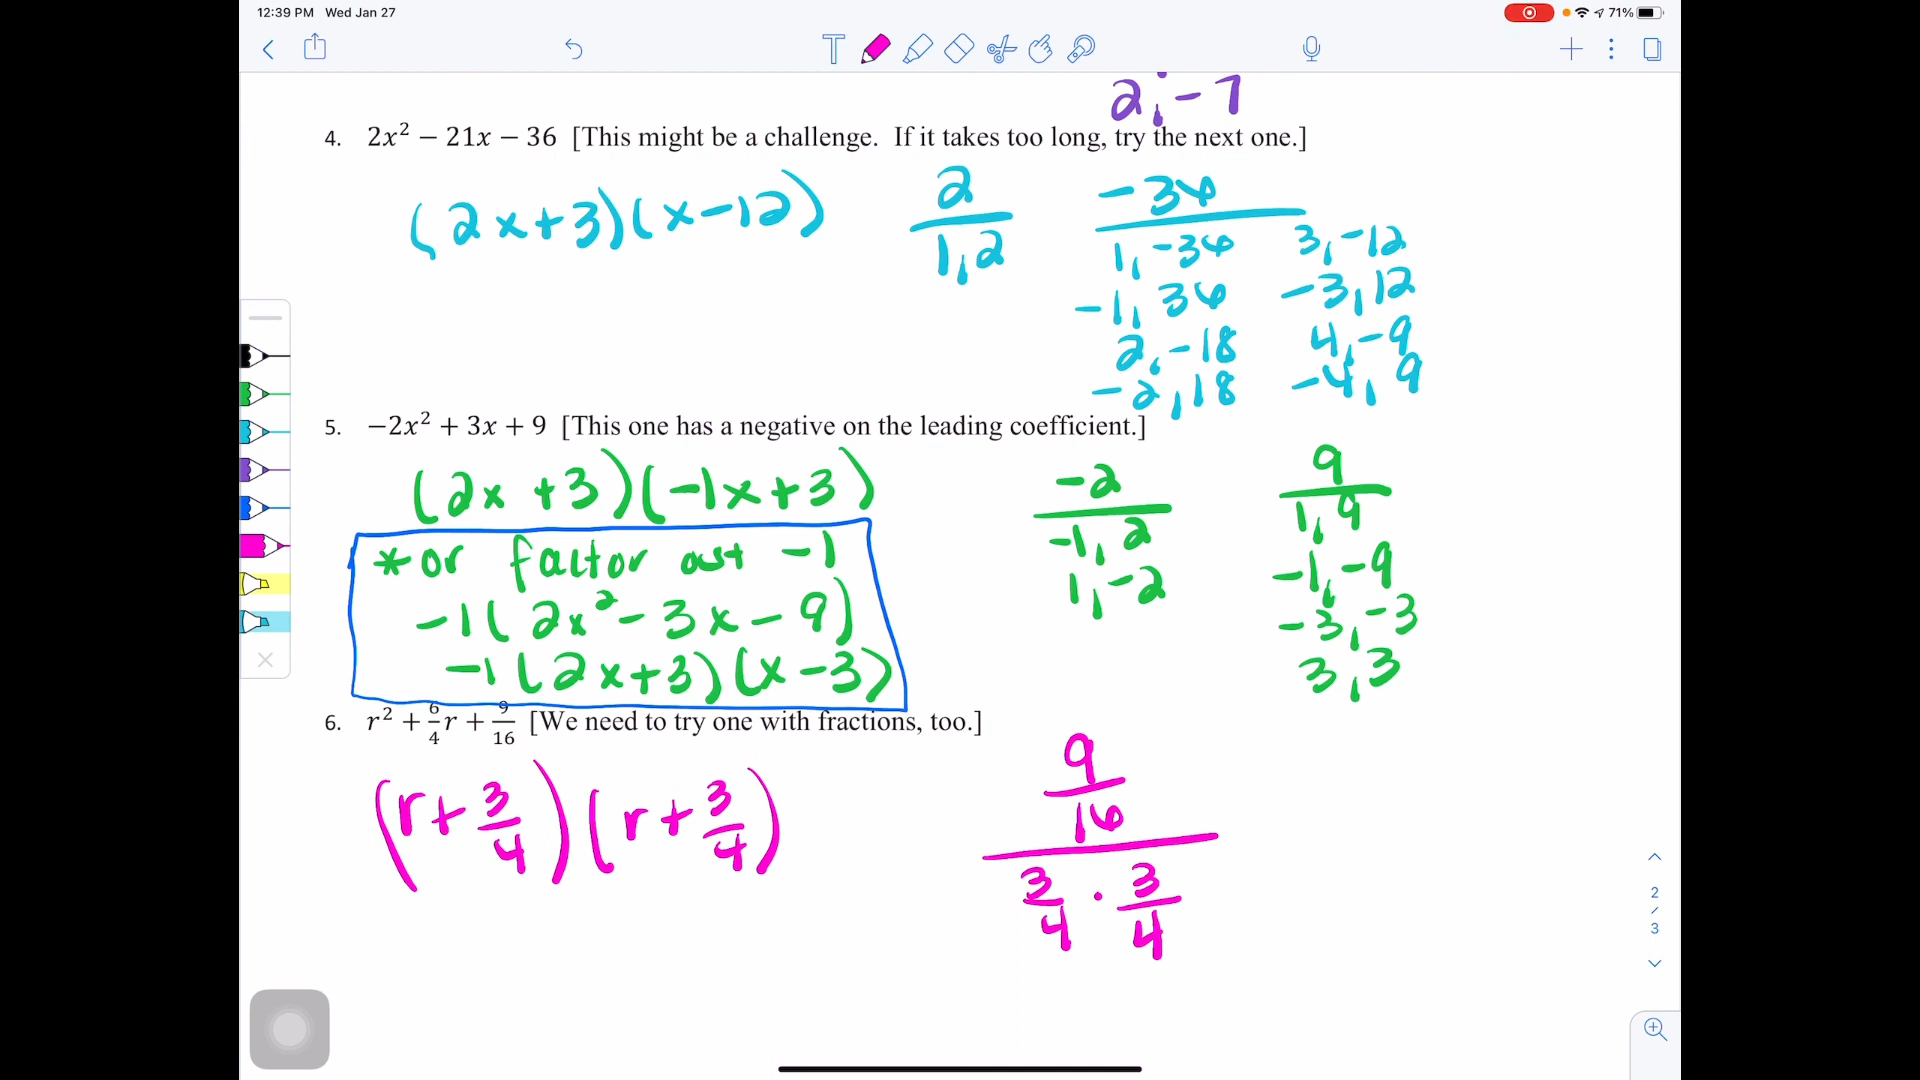 12:39 PM Wed Jan 27
71%
T
2, -7
4. 2x² − 21x − 36 [This might be a challenge. If it takes too long, try the next one.]
(2x+3)(x-12)
2
1, 2
-36
1, -36
-1, 36
2, -18
-2, 18
3, -12
-3, 12
4, -9
-4, 9
5. −2x² + 3x + 9 [This one has a negative on the leading coefficient.]
(2x +3)(-1x+3)
*or factor out -1
-1(2x²-3x-9)
-1(2x+3)(x-3)
-2
-1, 2
1, -2
9
1, 9
-1, -9
-3, -3
3, 3
6. r² + 6/4 r + 9/16 [We need to try one with fractions, too.]
(r+3/4)(r+3/4)
9/16
3/4 · 3/4
2
/
3